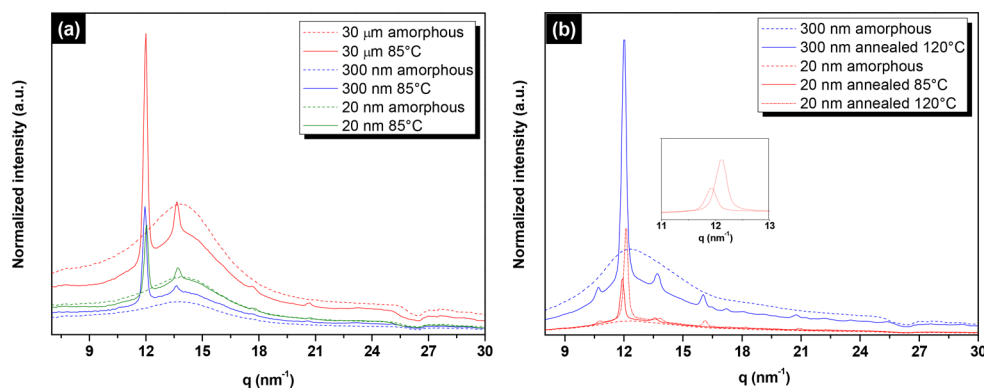 (a)
30 μm amorphous
30 μm 85°C
300 nm amorphous
300 nm 85°C
20 nm amorphous
20 nm 85°C
Normalized intensity (a.u.)
9 12 15 18 21 24 27 30
q (nm⁻¹)
(b)
300 nm amorphous
300 nm annealed 120°C
20 nm amorphous
20 nm annealed 85°C
20 nm annealed 120°C
Normalized intensity (a.u.)
11 12 13
q (nm⁻¹)
9 12 15 18 21 24 27 30
q (nm⁻¹)